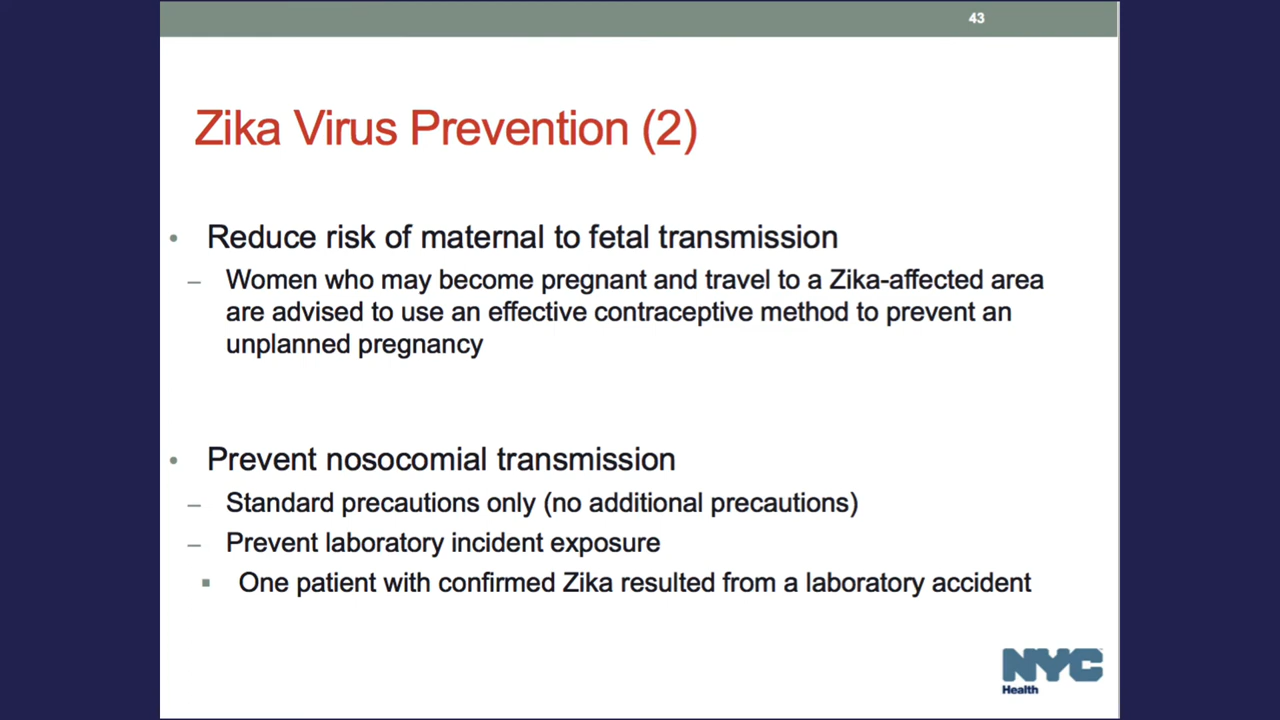 43
Zika Virus Prevention (2)
• Reduce risk of maternal to fetal transmission
– Women who may become pregnant and travel to a Zika-affected area
are advised to use an effective contraceptive method to prevent an
unplanned pregnancy
• Prevent nosocomial transmission
– Standard precautions only (no additional precautions)
– Prevent laboratory incident exposure
▪ One patient with confirmed Zika resulted from a laboratory accident
NYC
Health